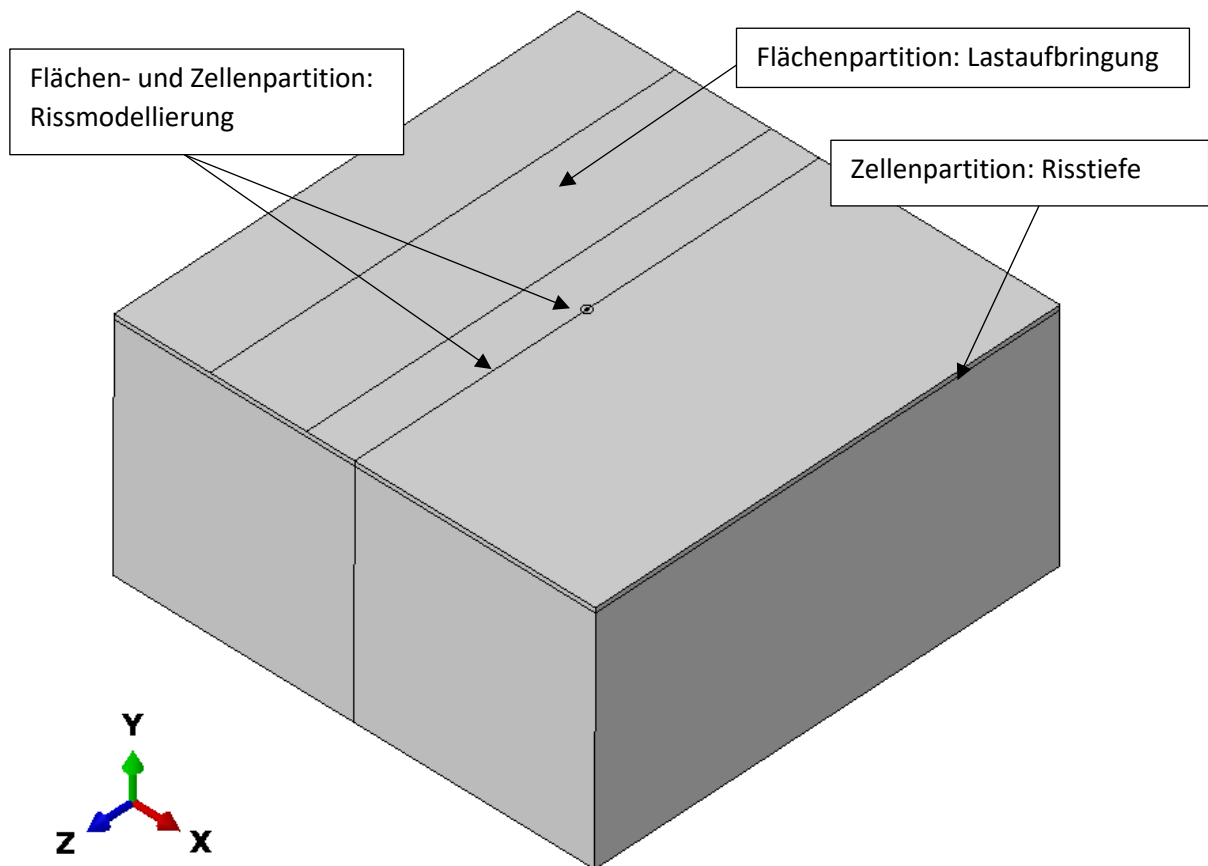 Flächen- und Zellenpartition:
Rissmodellierung
Flächenpartition: Lastaufbringung
Zellenpartition: Risstiefe
Y
Z
X